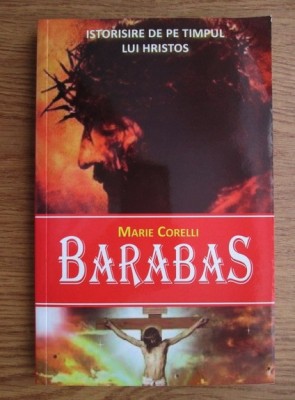 ISTORISIRE DE PE TIMPUL
LUI HRISTOS
MARIE CORELLI
BARABAS